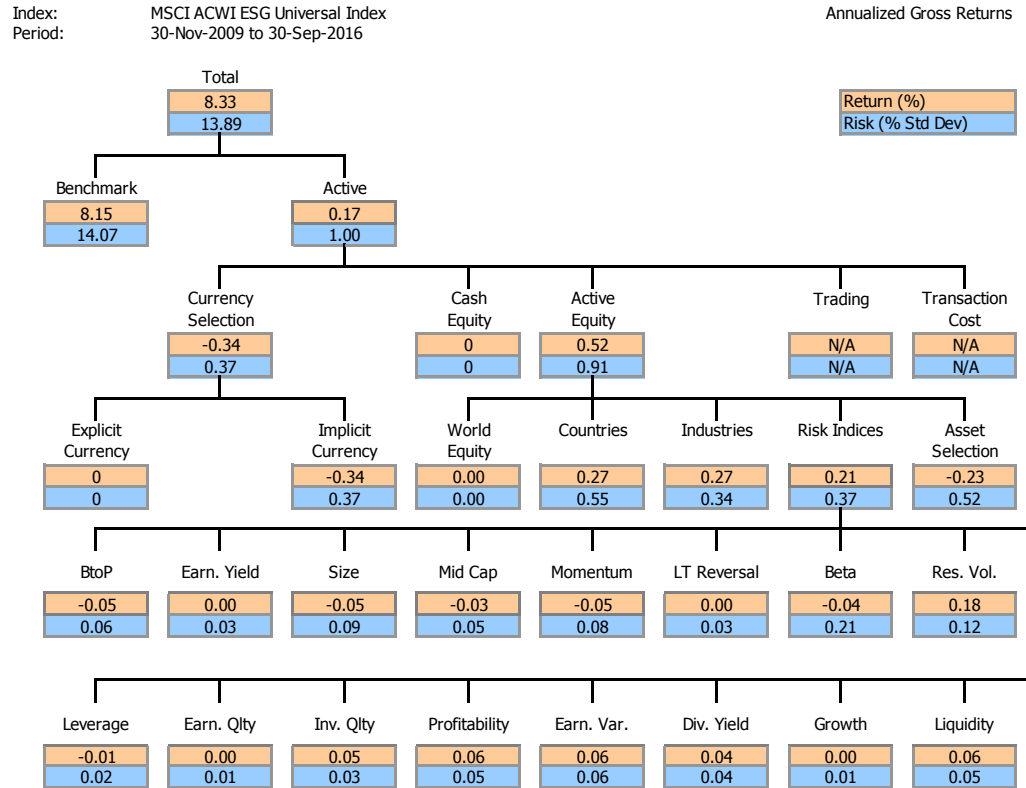 Index: MSCI ACWI ESG Universal Index Annualized Gross Returns
Period: 30-Nov-2009 to 30-Sep-2016
Total
8.33 Return (%)
13.89 Risk (% Std Dev)
Benchmark Active
8.15 0.17
14.07 1.00
Currency Cash Active Trading Transaction
Selection Equity Equity Cost
-0.34 0 0.52 N/A N/A
0.37 0 0.91 N/A N/A
Explicit Implicit World Countries Industries Risk Indices Asset
Currency Currency Equity Selection
0 -0.34 0.00 0.27 0.27 0.21 -0.23
0 0.37 0.00 0.55 0.34 0.37 0.52
BtoP Earn. Yield Size Mid Cap Momentum LT Reversal Beta Res. Vol.
-0.05 0.00 -0.05 -0.03 -0.05 0.00 -0.04 0.18
0.06 0.03 0.09 0.05 0.08 0.03 0.21 0.12
Leverage Earn. Qlty Inv. Qlty Profitability Earn. Var. Div. Yield Growth Liquidity
-0.01 0.00 0.05 0.06 0.06 0.04 0.00 0.06
0.02 0.01 0.03 0.05 0.06 0.04 0.01 0.05